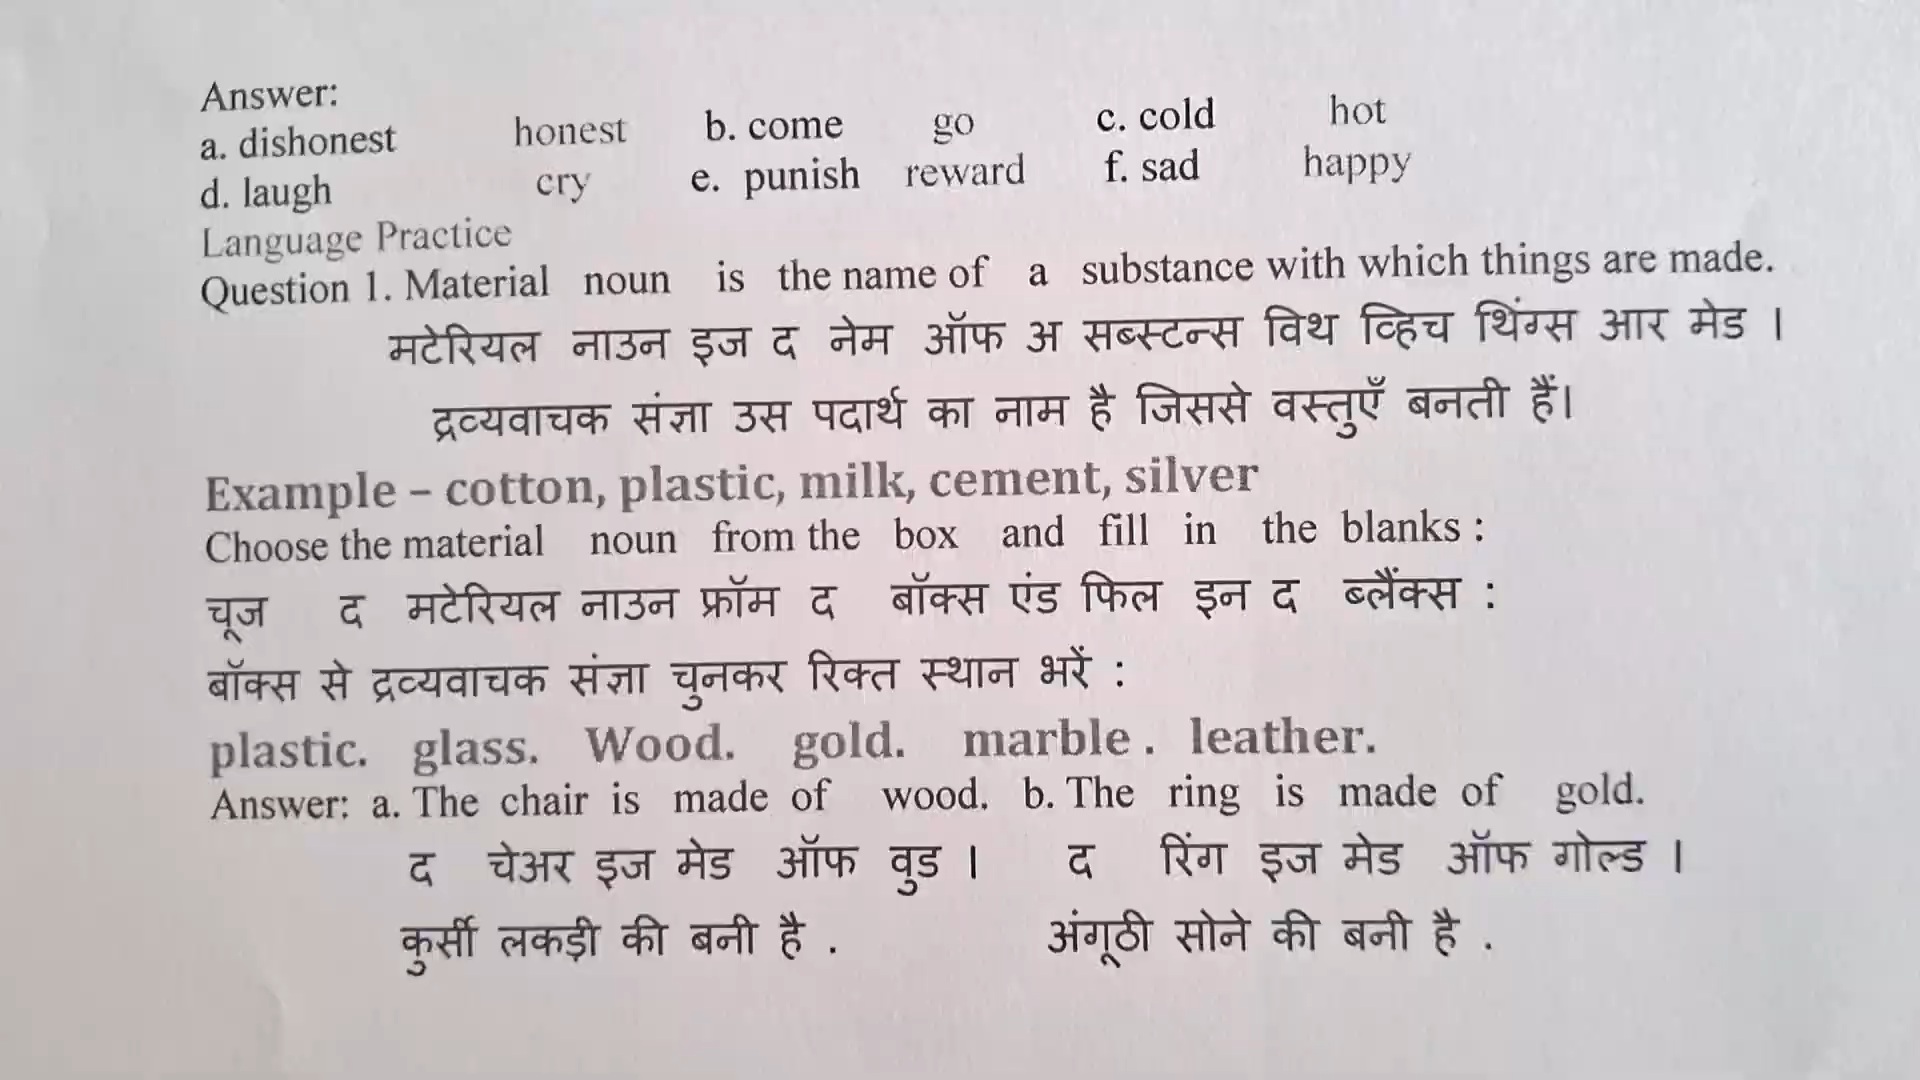 Answer:
a. dishonest honest b. come go c. cold hot
d. laugh cry e. punish reward f. sad happy
Language Practice
Question 1. Material noun is the name of a substance with which things are made.
मटेरियल नाउन इज द नेम ऑफ अ सब्स्टन्स विथ व्हिच थिंग्स आर मेड ।
द्रव्यवाचक संज्ञा उस पदार्थ का नाम है जिससे वस्तुएँ बनती हैं।
Example – cotton, plastic, milk, cement, silver
Choose the material noun from the box and fill in the blanks :
चूज द मटेरियल नाउन फ्रॉम द बॉक्स एंड फिल इन द ब्लैंक्स :
बॉक्स से द्रव्यवाचक संज्ञा चुनकर रिक्त स्थान भरें :
plastic. glass. Wood. gold. marble . leather.
Answer: a. The chair is made of wood. b. The ring is made of gold.
द चेअर इज मेड ऑफ वुड । द रिंग इज मेड ऑफ गोल्ड ।
कुर्सी लकड़ी की बनी है . अंगूठी सोने की बनी है .